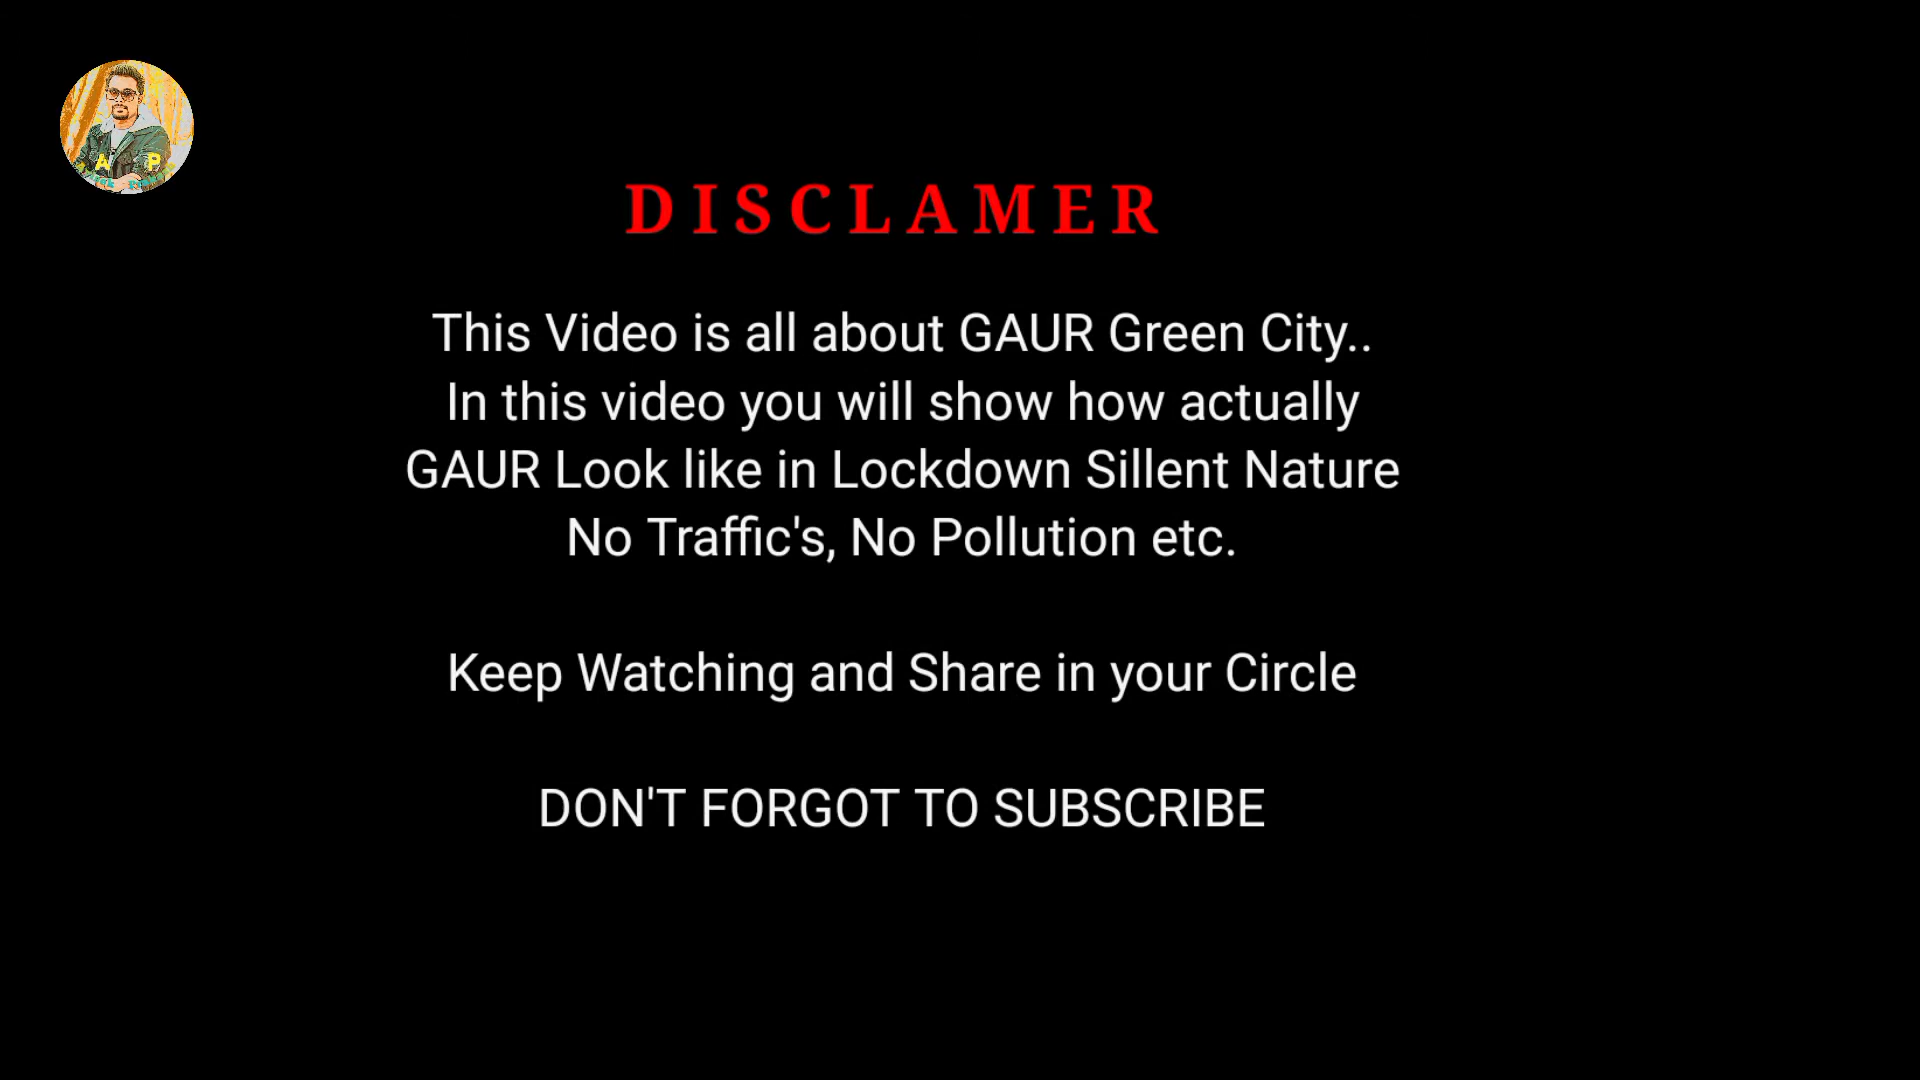 A P
D I S C L A M E R
This Video is all about GAUR Green City..
In this video you will show how actually
GAUR Look like in Lockdown Sillent Nature
No Traffic's, No Pollution etc.
Keep Watching and Share in your Circle
DON'T FORGOT TO SUBSCRIBE